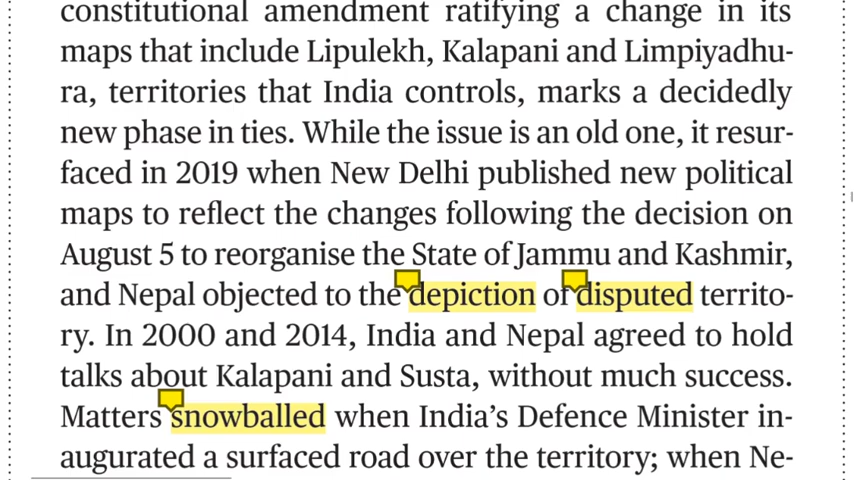 constitutional amendment ratifying a change in its
maps that include Lipulekh, Kalapani and Limpiyadhu-
ra, territories that India controls, marks a decidedly
new phase in ties. While the issue is an old one, it resur-
faced in 2019 when New Delhi published new political
maps to reflect the changes following the decision on
August 5 to reorganise the State of Jammu and Kashmir,
and Nepal objected to the depiction of disputed territo-
ry. In 2000 and 2014, India and Nepal agreed to hold
talks about Kalapani and Susta, without much success.
Matters snowballed when India’s Defence Minister in-
augurated a surfaced road over the territory; when Ne-